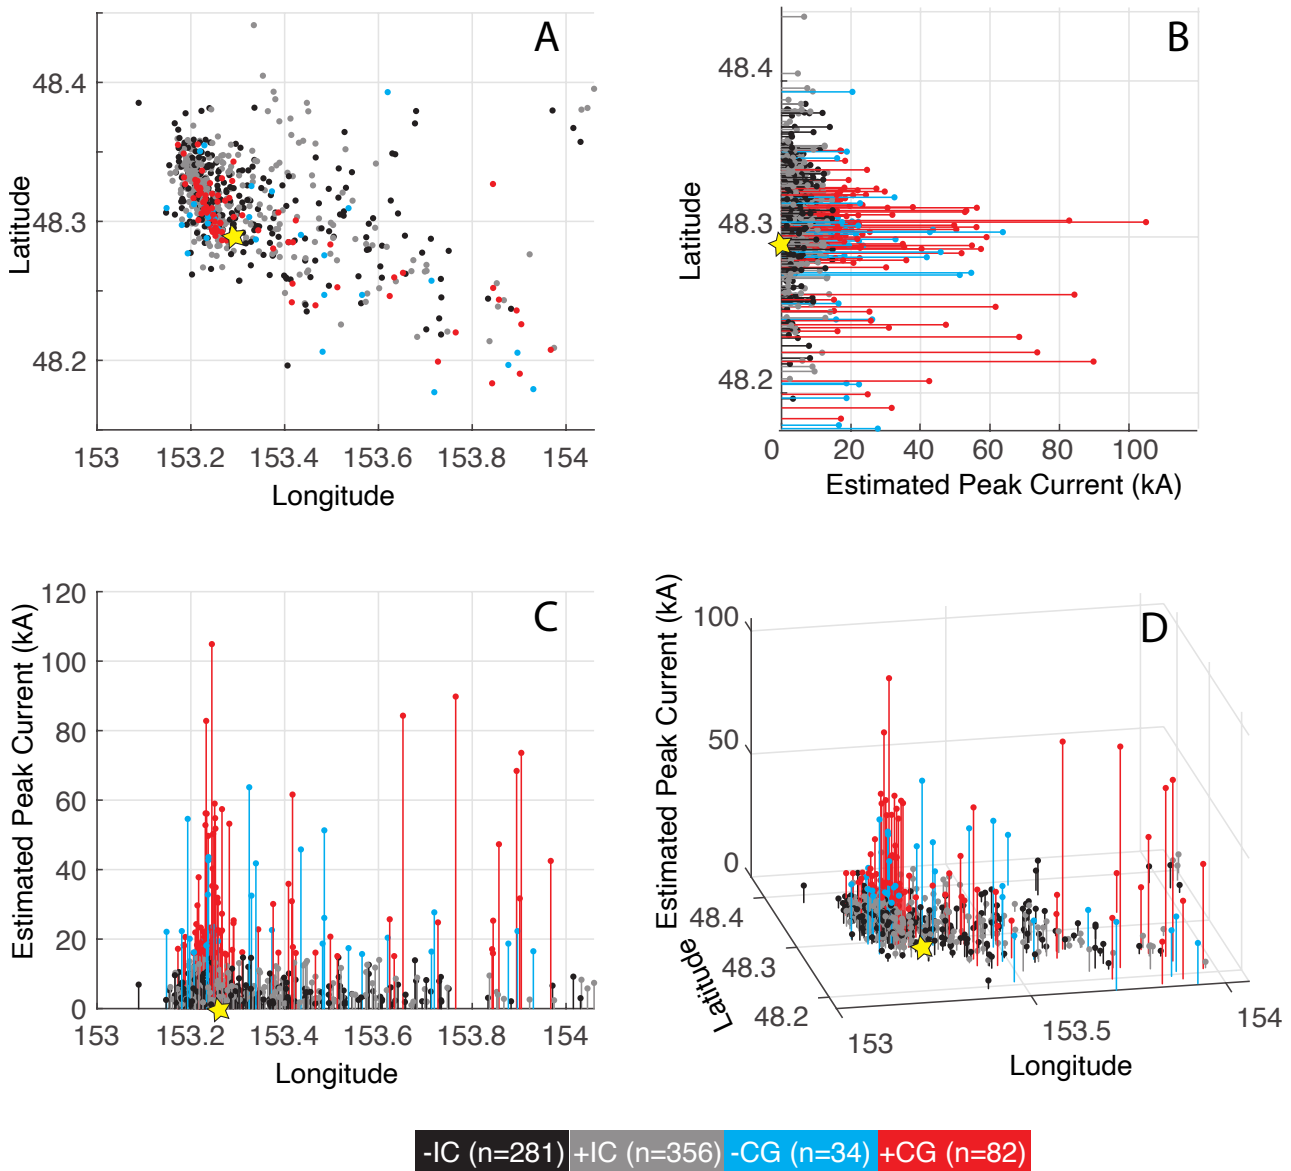 A
48.4
48.3
48.2
Latitude
153 153.2 153.4 153.6 153.8 154
Longitude
B
48.4
48.3
48.2
Latitude
0 20 40 60 80 100
Estimated Peak Current (kA)
C
120
100
80
60
40
20
0
Estimated Peak Current (kA)
153 153.2 153.4 153.6 153.8 154
Longitude
D
100
50
0
Estimated Peak Current (kA)
48.4
48.3
48.2
Latitude
153 153.5 154
Longitude
-IC (n=281) +IC (n=356) -CG (n=34) +CG (n=82)